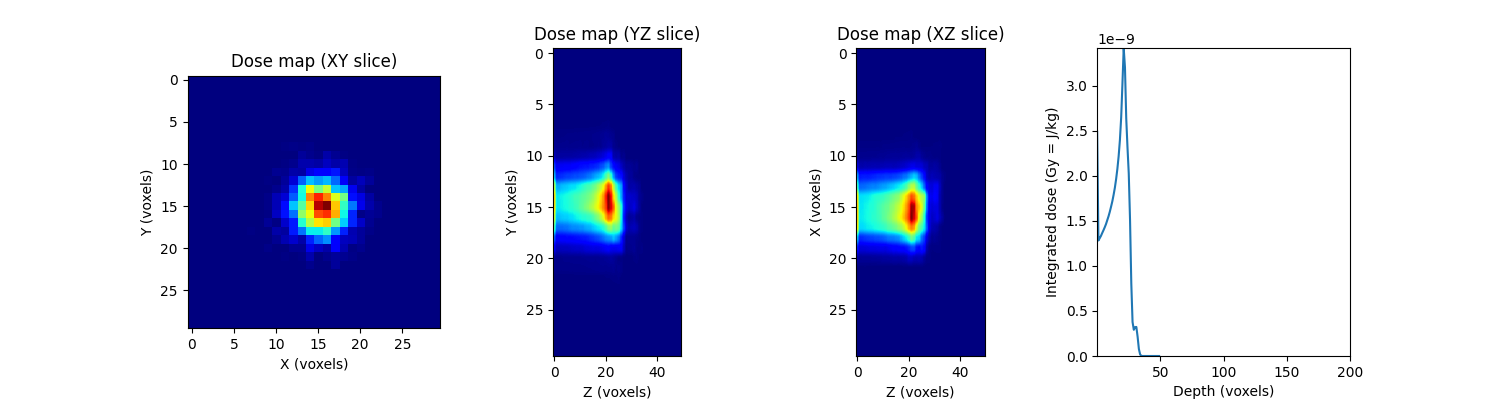 Dose map (XY slice)
0
5
10
15
20
25
Y (voxels)
0 5 10 15 20 25
X (voxels)
Dose map (YZ slice)
0
5
10
15
20
25
Y (voxels)
0 20 40
Z (voxels)
Dose map (XZ slice)
0
5
10
15
20
25
X (voxels)
0 20 40
Z (voxels)
1e−9
3.0
2.5
2.0
1.5
1.0
0.5
0.0
Integrated dose (Gy = J/kg)
50 100 150 200
Depth (voxels)